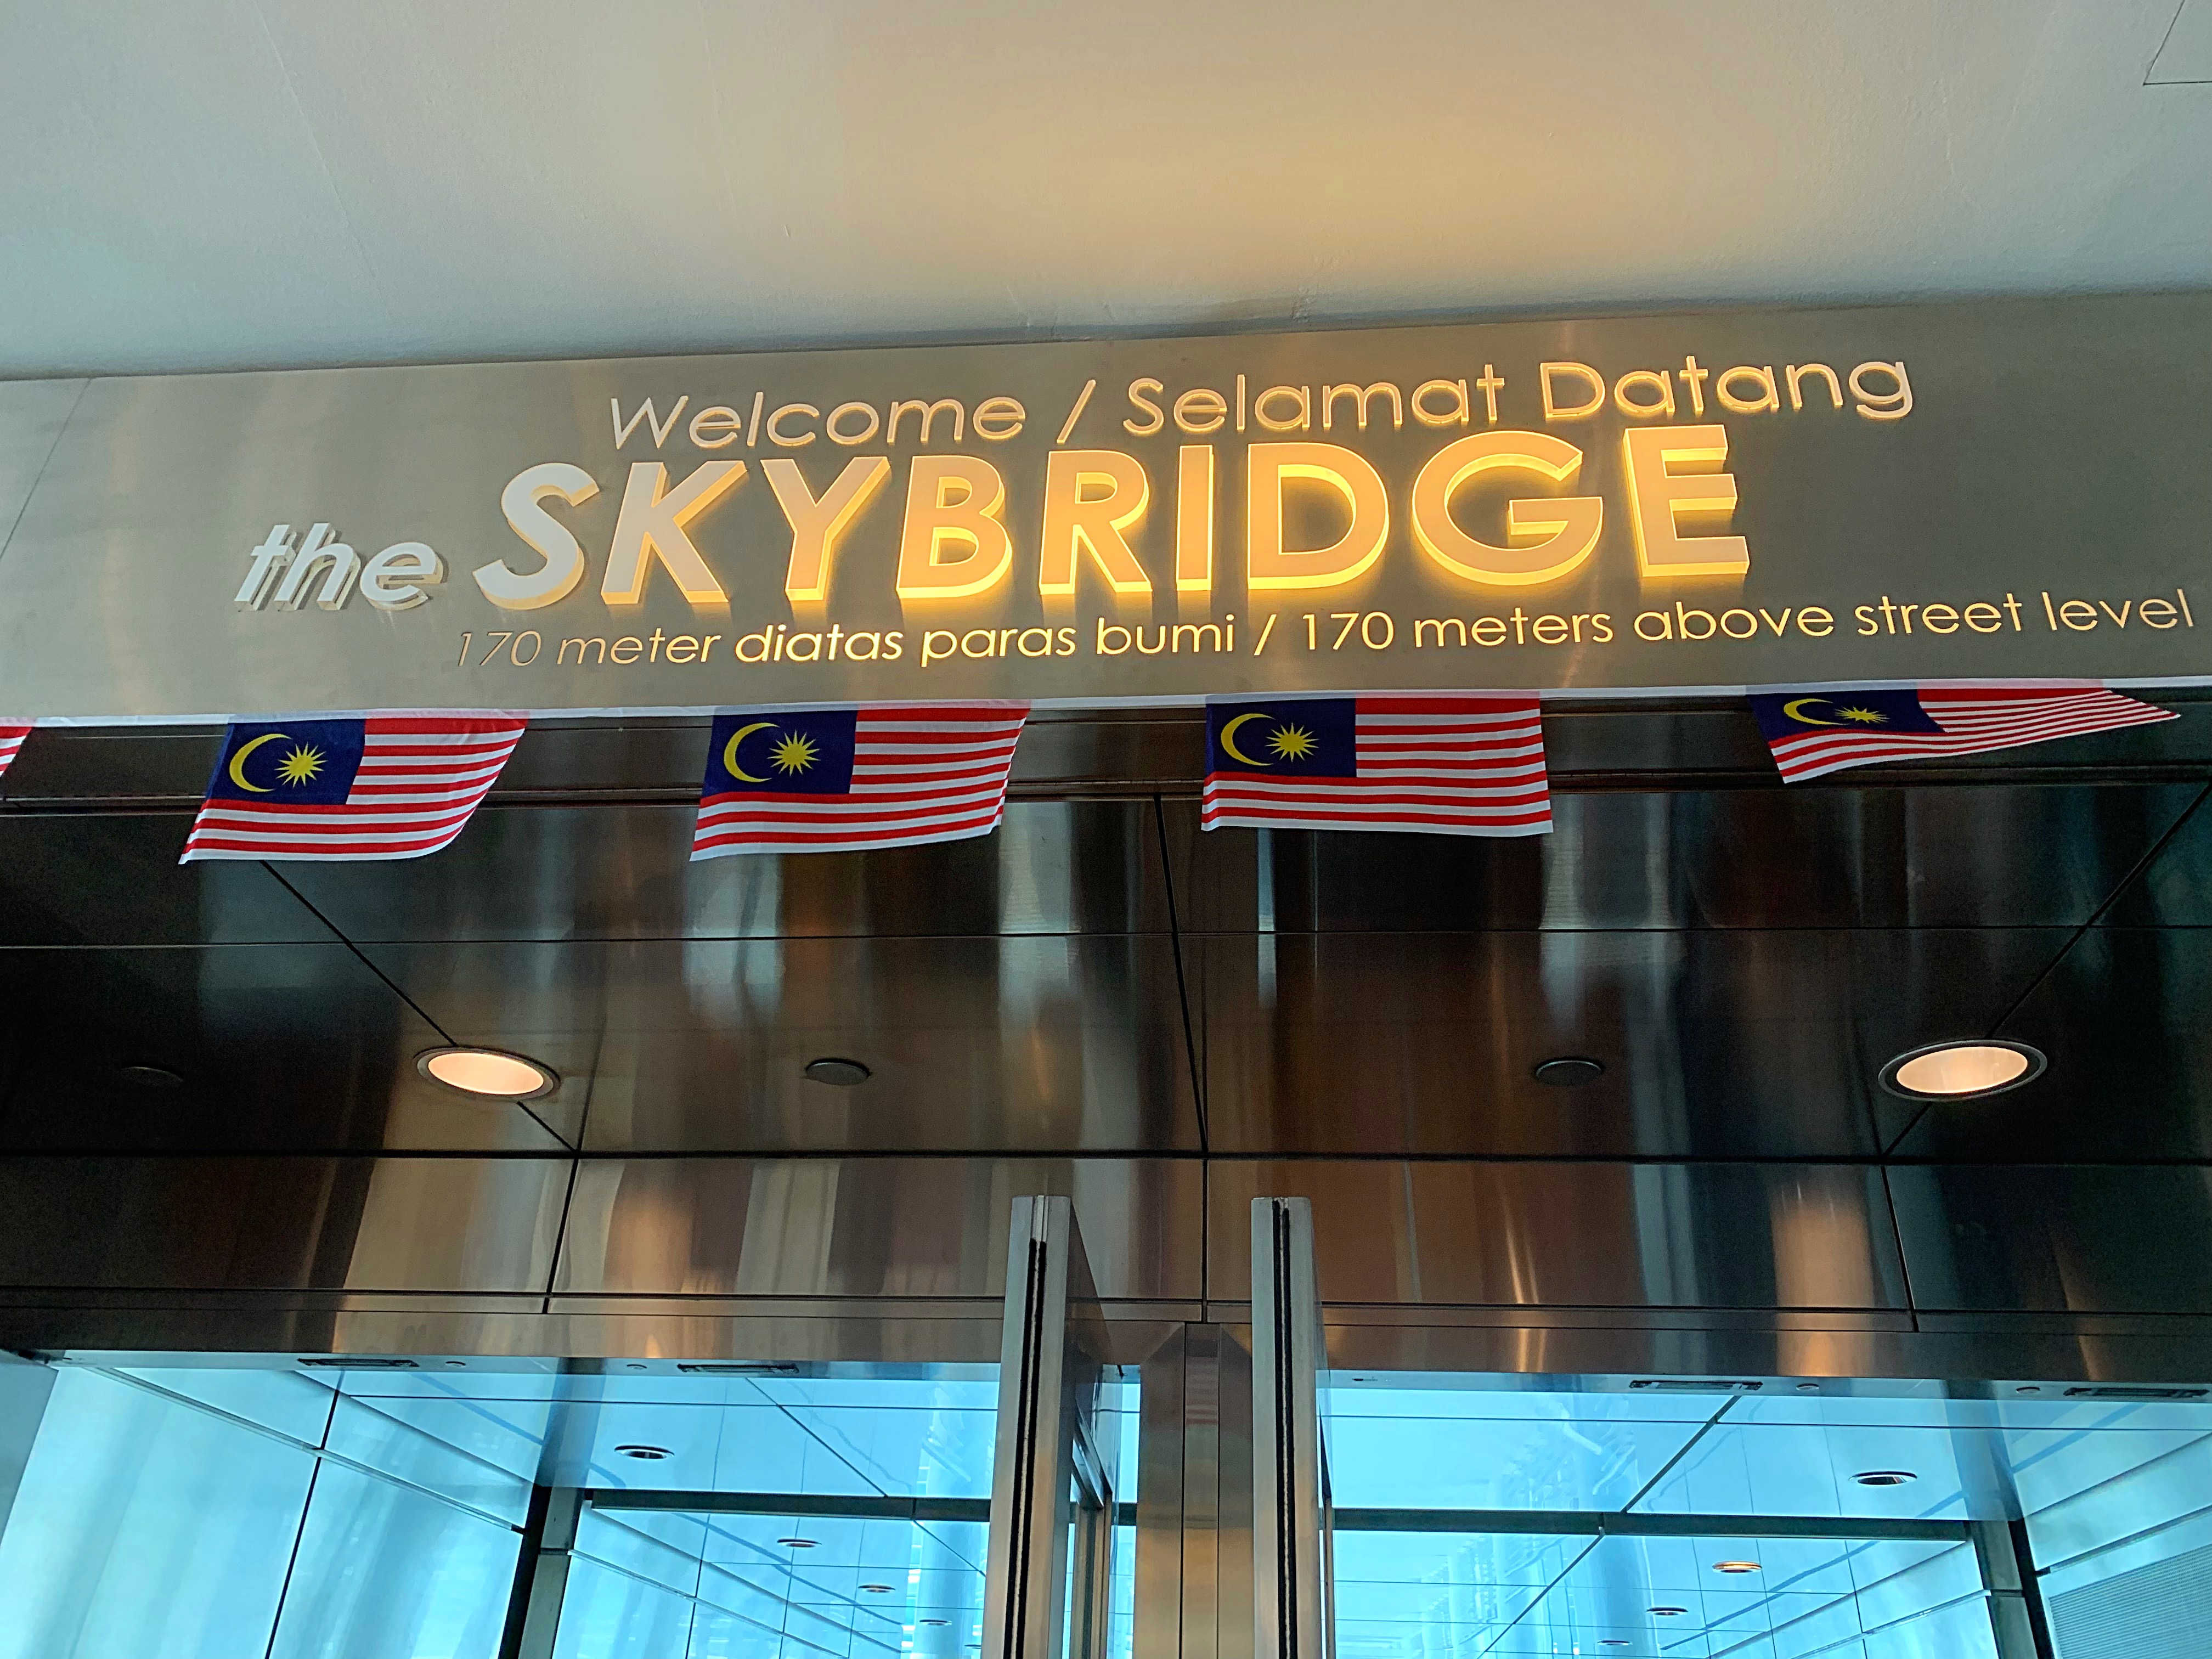 Welcome / Selamat Datang
the SKYBRIDGE
170 meter diatas paras bumi / 170 meters above street level